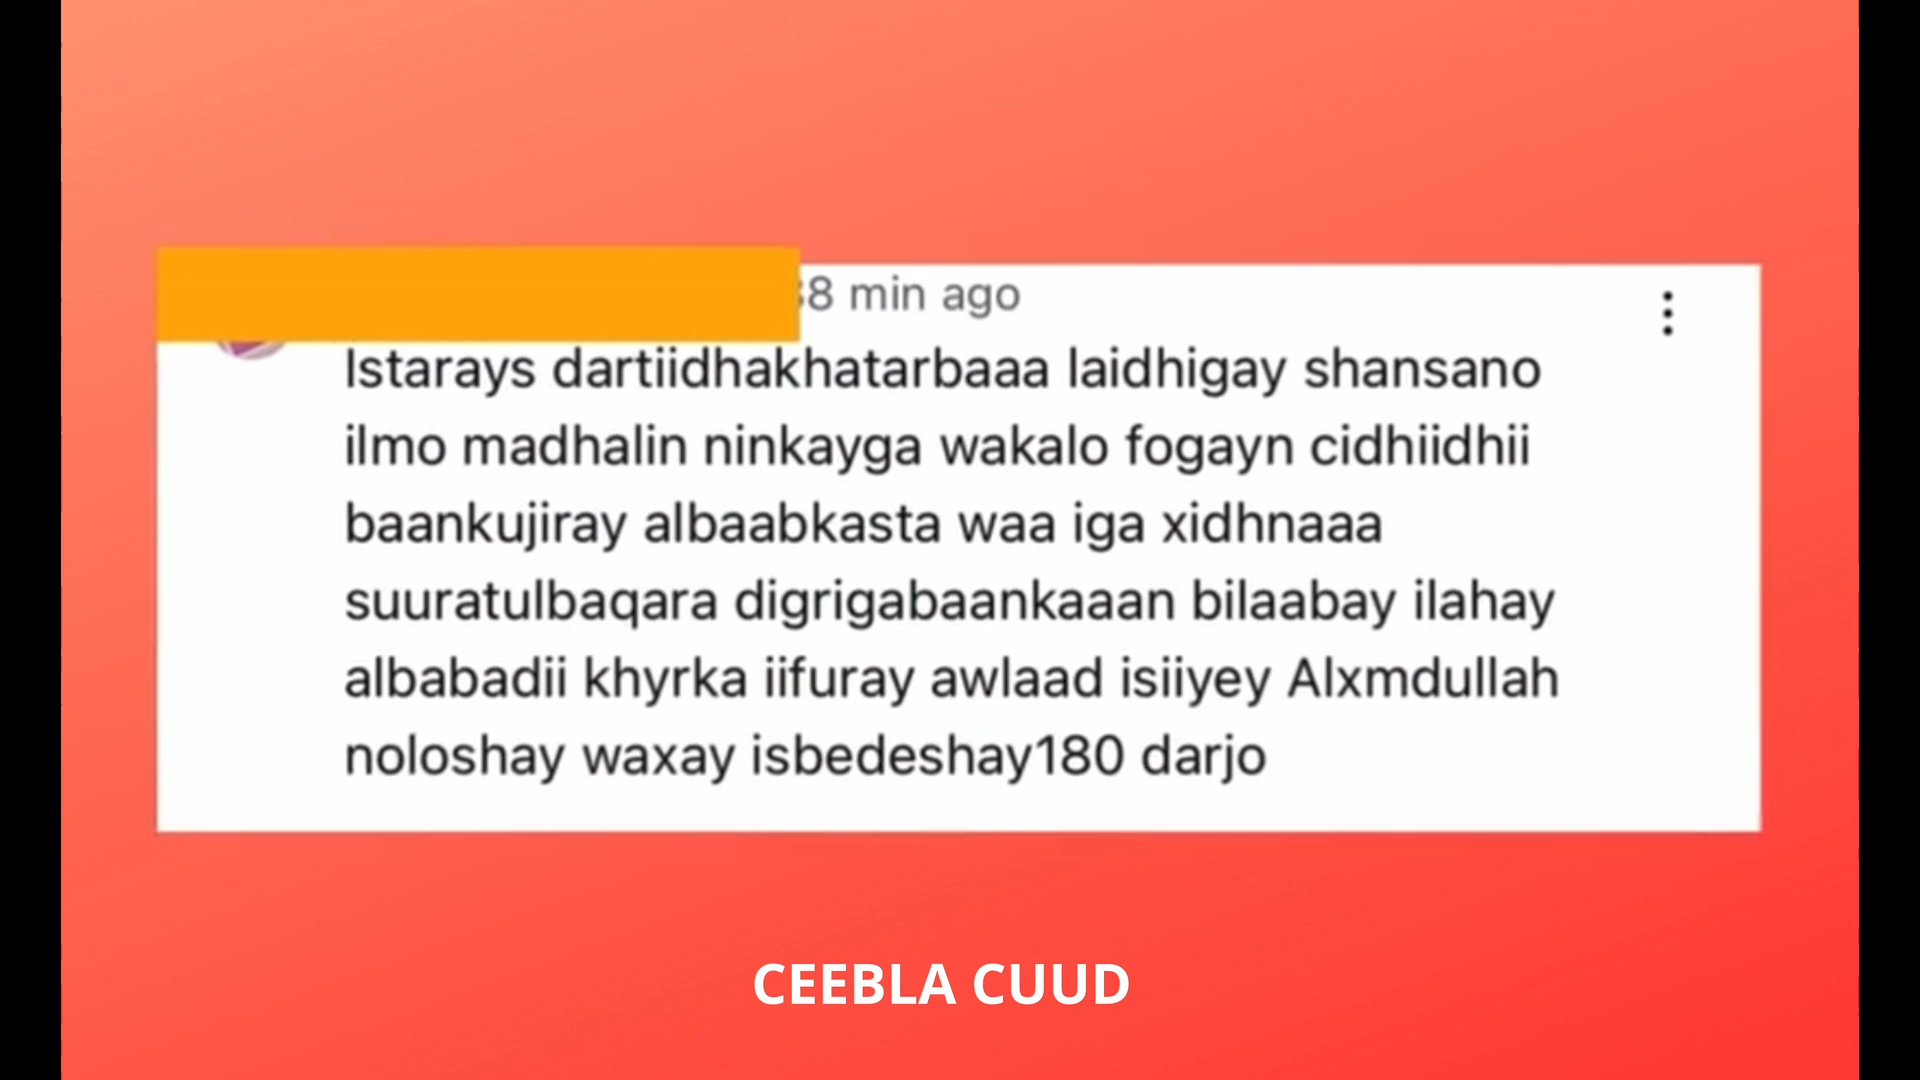 8 min ago
Istarays dartiidhakhatarbaaa laidhigay shansano
ilmo madhalin ninkayga wakalo fogayn cidhiidhii
baankujiray albaabkasta waa iga xidhnaaa
suuratulbaqara digrigabaankaaan bilaabay ilahay
albabadii khyrka iifuray awlaad isiiyey Alxmdullah
noloshay waxay isbedeshay180 darjo
CEEBLA CUUD